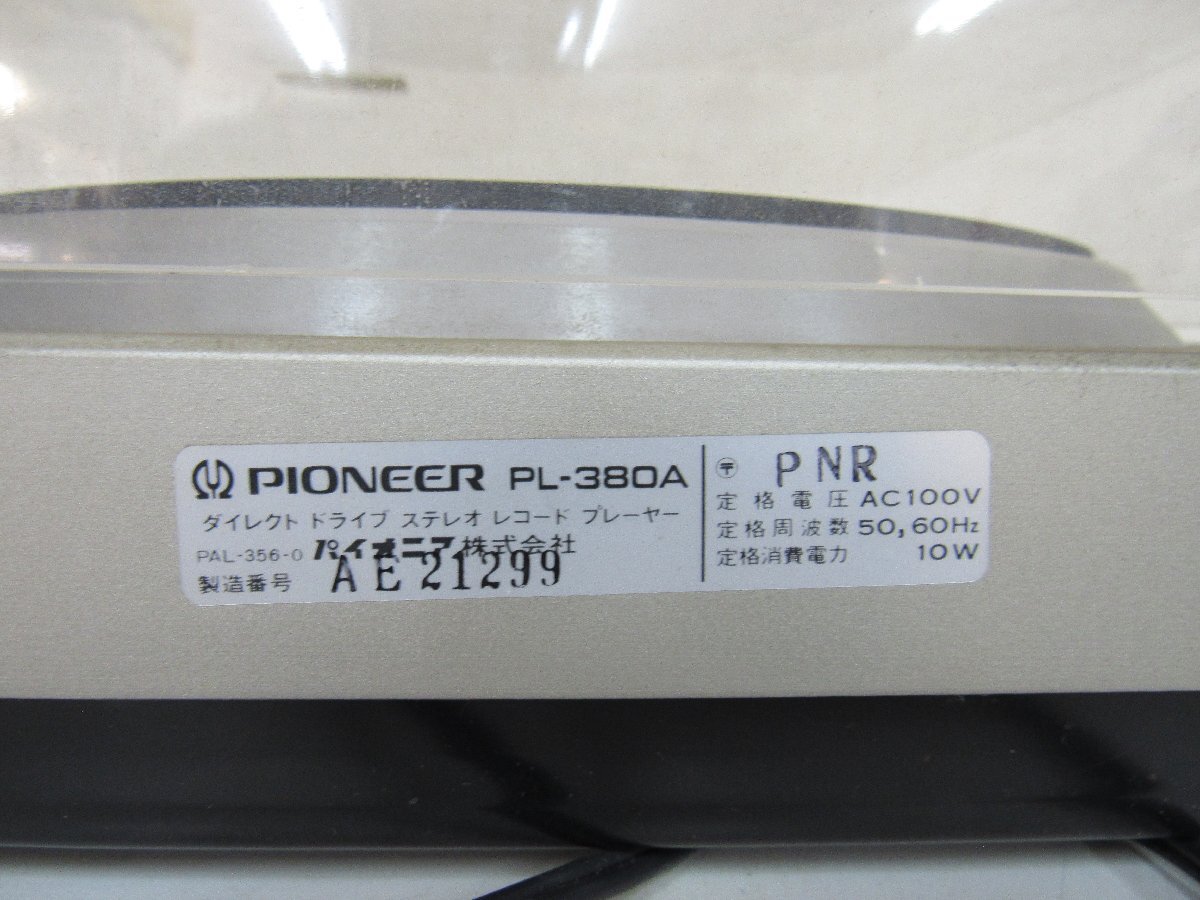 PIONEER PL-380A
ダイレクト ドライブ ステレオ レコード プレーヤー
PAL-356-0 パイオニア株式会社
製造番号 AE21299
〒 PNR
定格電圧 AC100V
定格周波数 50,60Hz
定格消費電力 10W